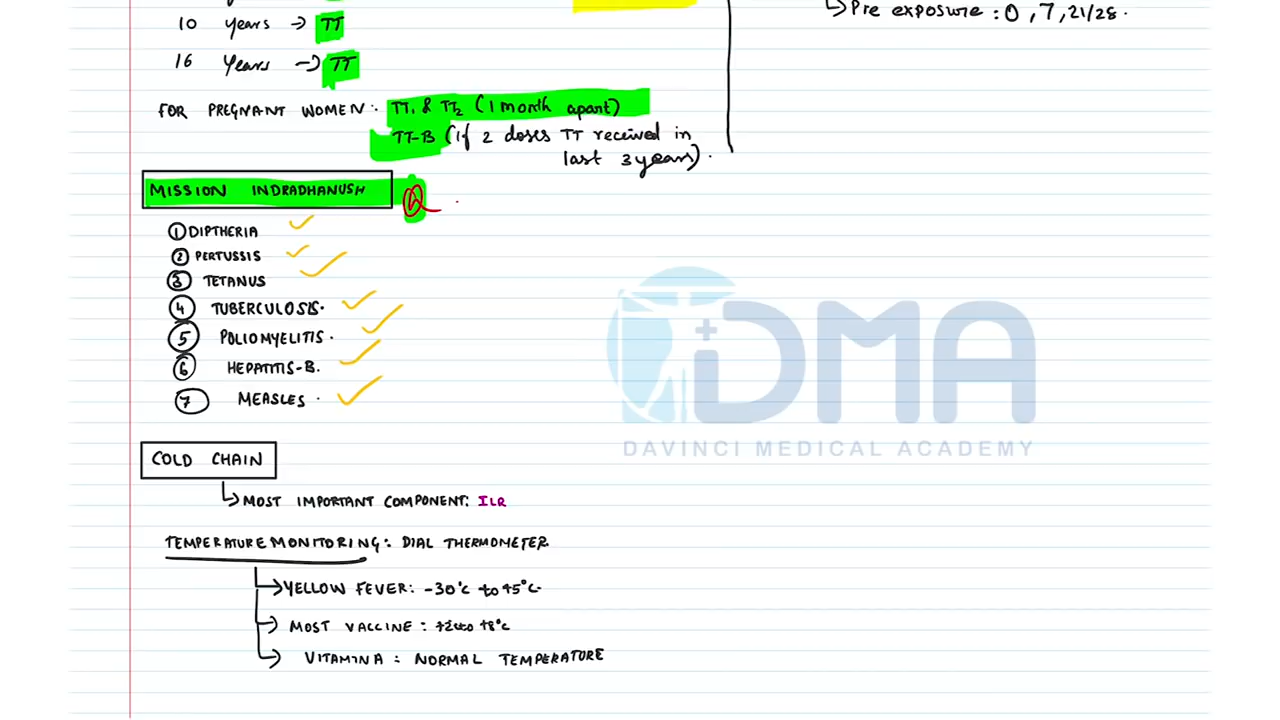 10 years → TT
16 years → TT
FOR PREGNANT WOMEN:- TT1 & TT2 (1 month apart)
TT-B (if 2 doses TT received in
last 3 years).
↳ Pre exposure : 0, 7, 21/28.
MISSION INDRADHANUSH
① DIPTHERIA
② PERTUSSIS
③ TETANUS
④ TUBERCULOSIS.
⑤ POLIOMYELITIS.
⑥ HEPATITIS-B.
⑦ MEASLES.
DMA
DAVINCI MEDICAL ACADEMY
COLD CHAIN
↳ MOST IMPORTANT COMPONENT: ILR
TEMPERATURE MONITORING: DIAL THERMOMETER
→ YELLOW FEVER: -30°C to +5°C.
→ MOST VACCINE : +2 to +8°C
→ VITAMIN A : NORMAL TEMPERATURE